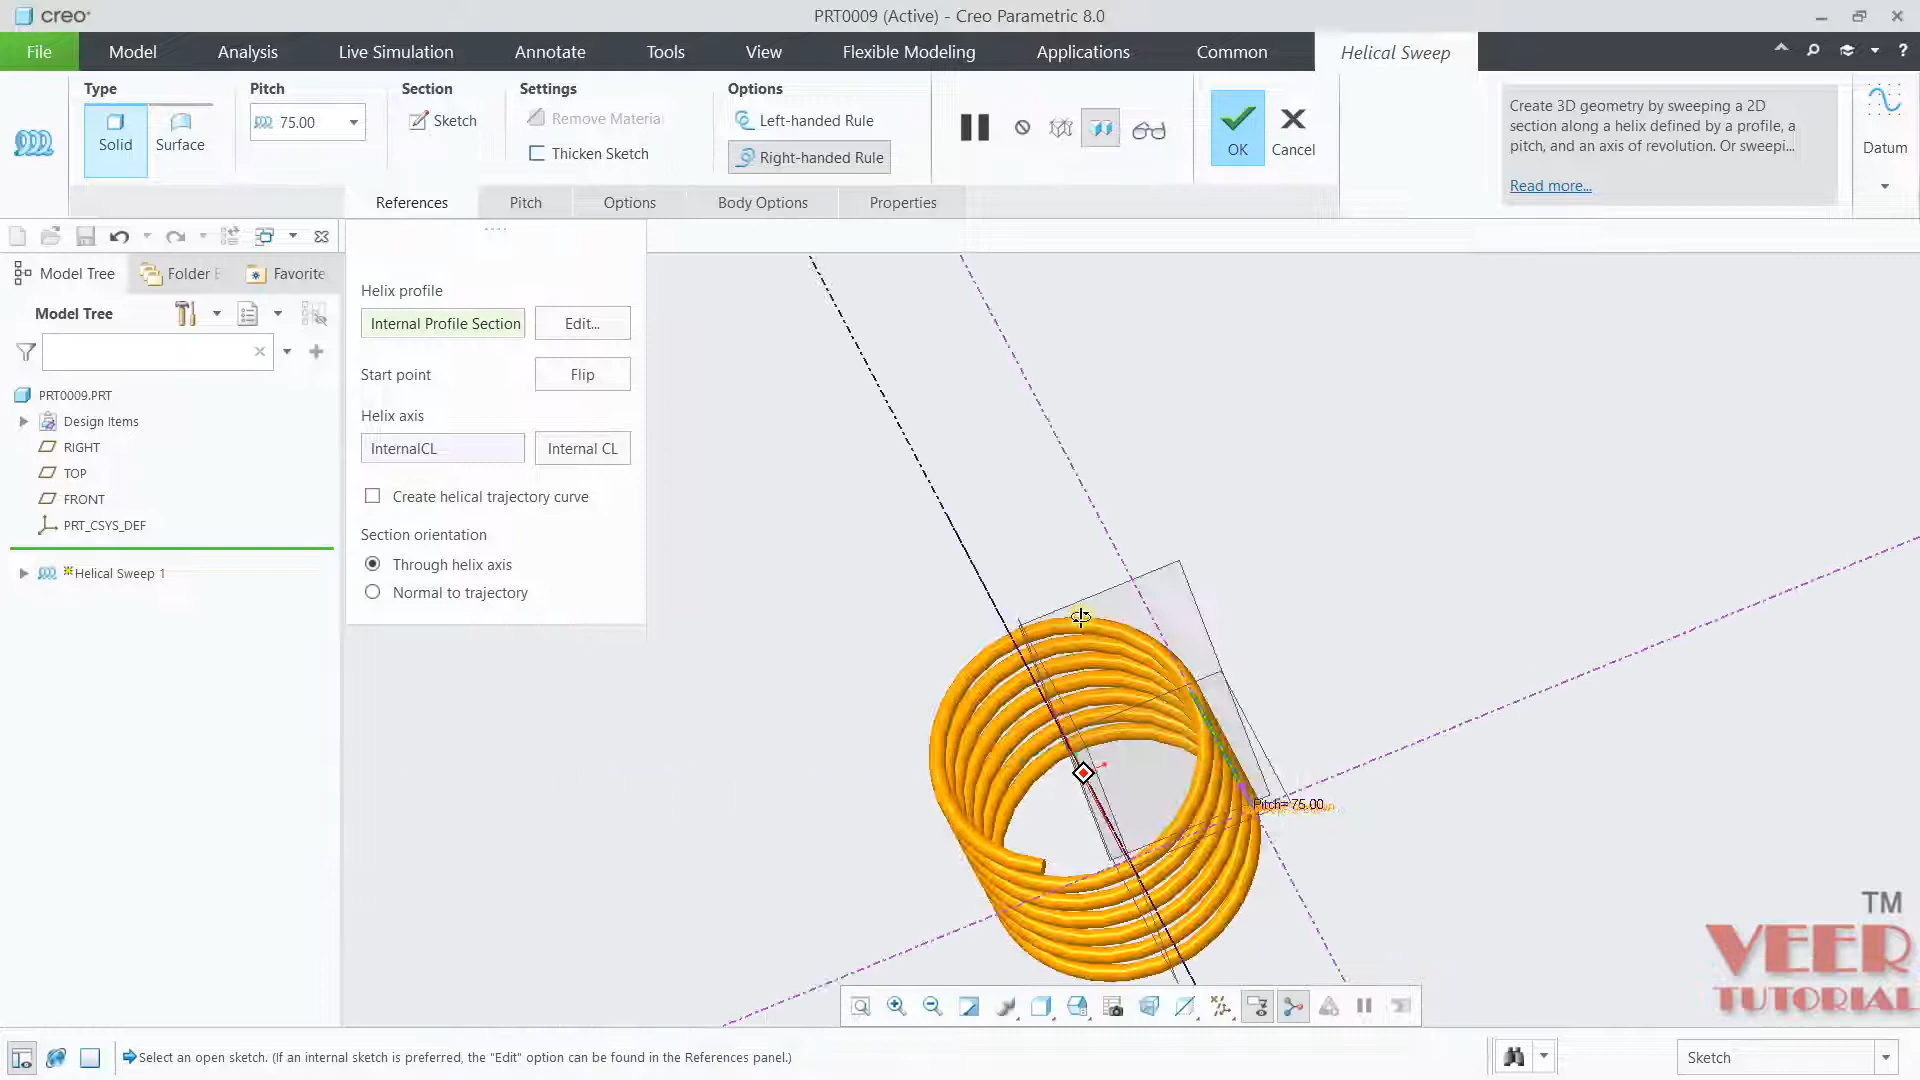 creo
PRT0009 (Active) - Creo Parametric 8.0
File
Model
Analysis
Live Simulation
Annotate
Tools
View
Flexible Modeling
Applications
Common
Helical Sweep
Type
Pitch
Section
Settings
Options
Solid
Surface
75.00
Sketch
Remove Materia
Thicken Sketch
Left-handed Rule
Right-handed Rule
OK
Cancel
Create 3D geometry by sweeping a 2D
section along a helix defined by a profile, a
pitch, and an axis of revolution. Or sweepi...
Read more...
Datum
References
Pitch
Options
Body Options
Properties
Model Tree
Folder
Favorite
Model Tree
PRT0009.PRT
Design Items
RIGHT
TOP
FRONT
PRT_CSYS_DEF
Helical Sweep 1
Helix profile
Internal Profile Section
Edit...
Start point
Flip
Helix axis
InternalCL
Internal CL
Create helical trajectory curve
Section orientation
Through helix axis
Normal to trajectory
Pitch= 75.00
TM
VEER
TUTORIAL
Select an open sketch. (If an internal sketch is preferred, the "Edit" option can be found in the References panel.)
Sketch